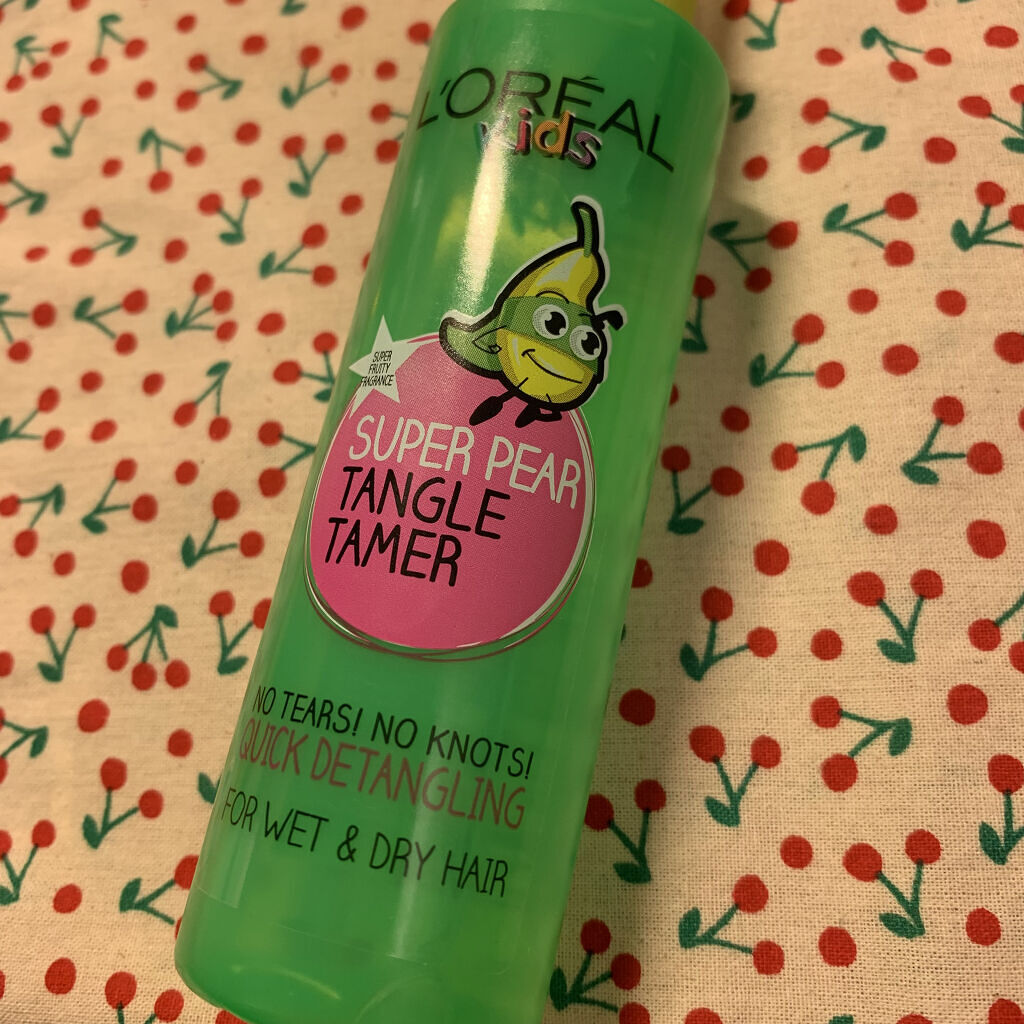 L'ORÉAL
kids
SUPER
FRUITY
FRAGRANCE
SUPER PEAR
TANGLE
TAMER
NO TEARS! NO KNOTS!
QUICK DETANGLING
FOR WET & DRY HAIR